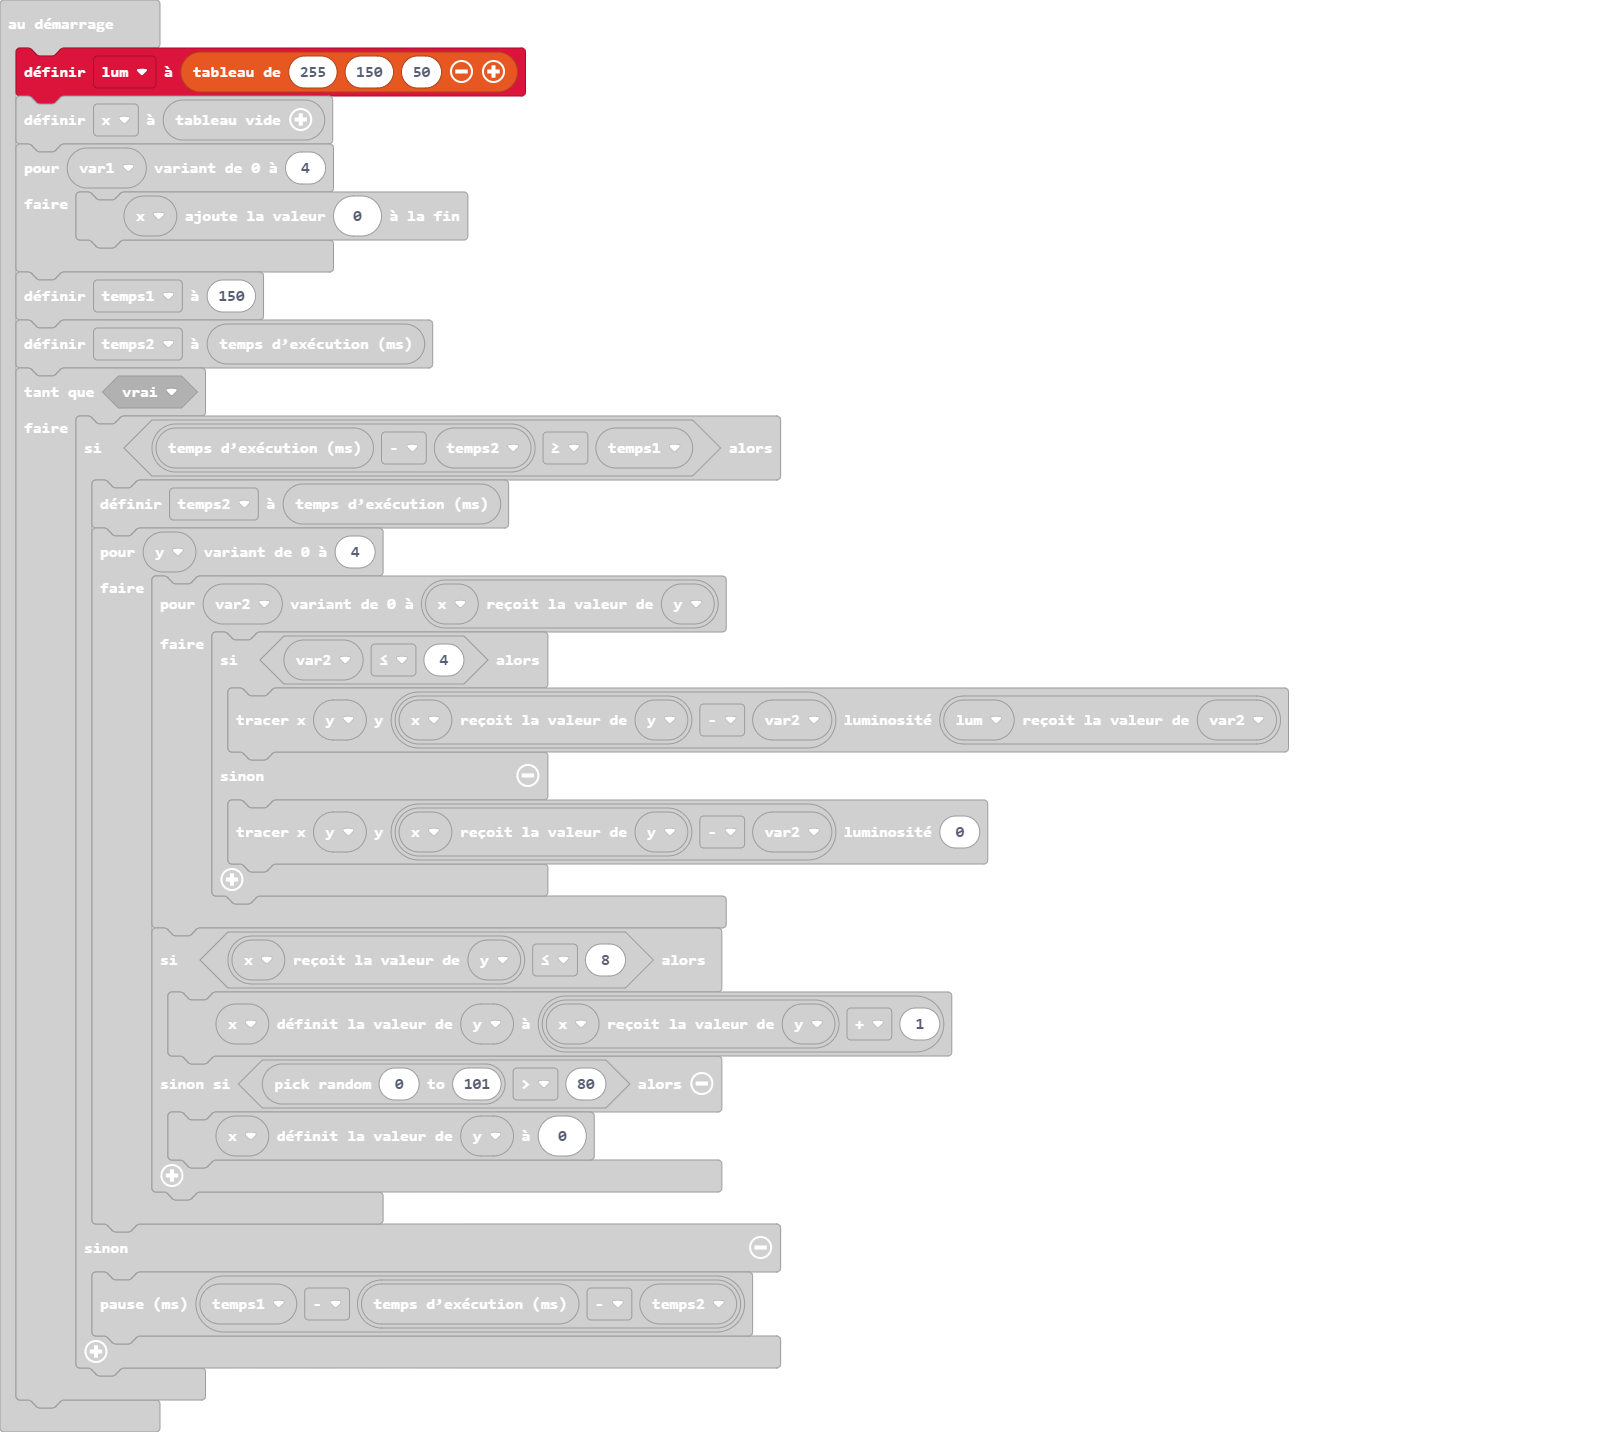 au démarrage
définir lum à tableau de 255 150 50
définir x à tableau vide
pour var1 variant de 0 à 4
faire
x ajoute la valeur 0 à la fin
définir temps1 à 150
définir temps2 à temps d’exécution (ms)
tant que vrai
faire
si temps d’exécution (ms) - temps2 ≥ temps1 alors
définir temps2 à temps d’exécution (ms)
pour y variant de 0 à 4
faire
pour var2 variant de 0 à x reçoit la valeur de y
faire
si var2 ≤ 4 alors
tracer x y y x reçoit la valeur de y - var2 luminosité lum reçoit la valeur de var2
sinon
tracer x y y x reçoit la valeur de y - var2 luminosité 0
si x reçoit la valeur de y ≤ 8 alors
x définit la valeur de y à x reçoit la valeur de y + 1
sinon si pick random 0 to 101 > 80 alors
x définit la valeur de y à 0
sinon
pause (ms) temps1 - temps d’exécution (ms) - temps2